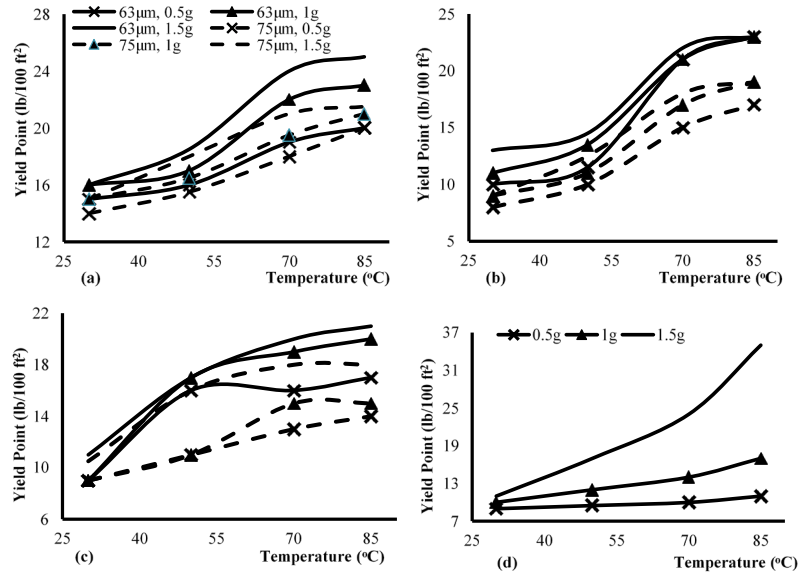 28
24
20
16
12
63μm, 0.5g 63μm, 1g
63μm, 1.5g 75μm, 0.5g
75μm, 1g 75μm, 1.5g
Yield Point (lb/100 ft²)
25 40 55 70 85
(a) Temperature (ºC)
25
20
15
10
5
Yield Point (lb/100 ft²)
25 40 55 70 85
(b) Temperature (ºC)
22
18
14
10
6
Yield Point (lb/100 ft²)
25 40 55 70 85
(c) Temperature (ºC)
37
31
25
19
13
7
0.5g 1g 1.5g
Yield Point (lb/100 ft²)
25 40 55 70 85
(d) Temperature (ºC)